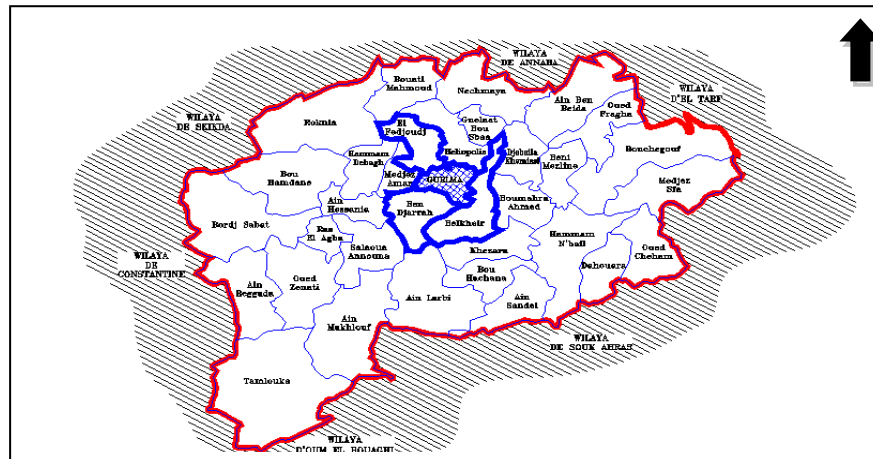 WILAYA
DE ANNABA
WILAYA
D'EL TARF
WILAYA
DE SKIKDA
Bouati
Mahmoud
Nechmaya
Ain Ben
Beida
Oued
Fragha
Roknia
El
Fedjoudj
Guelaat
Bou
Sbaa
Heliopolis
Djebala
Khemissi
Beni
Mezline
Bouchegouf
Hammam
Debagh
Medjez
Amar
GUELMA
Medjez
Sfa
Bou
Hamdane
Ain
Hessania
Ben
Djarrah
Boumahra
Ahmed
Bordj Sabat
Ras
El Agba
Salaoua
Announa
Belkheir
Khezara
Hammam
N'bail
Dahouara
Oued
Cheham
WILAYA
DE
CONSTANTINE
Ain
Reggada
Oued
Zenati
Ain
Makhlouf
Ain Larbi
Bou
Hachana
Ain
Sandel
WILAYA
DE SOUK AHRAS
Tamlouka
WILAYA
D'OUM EL BOUAGHI